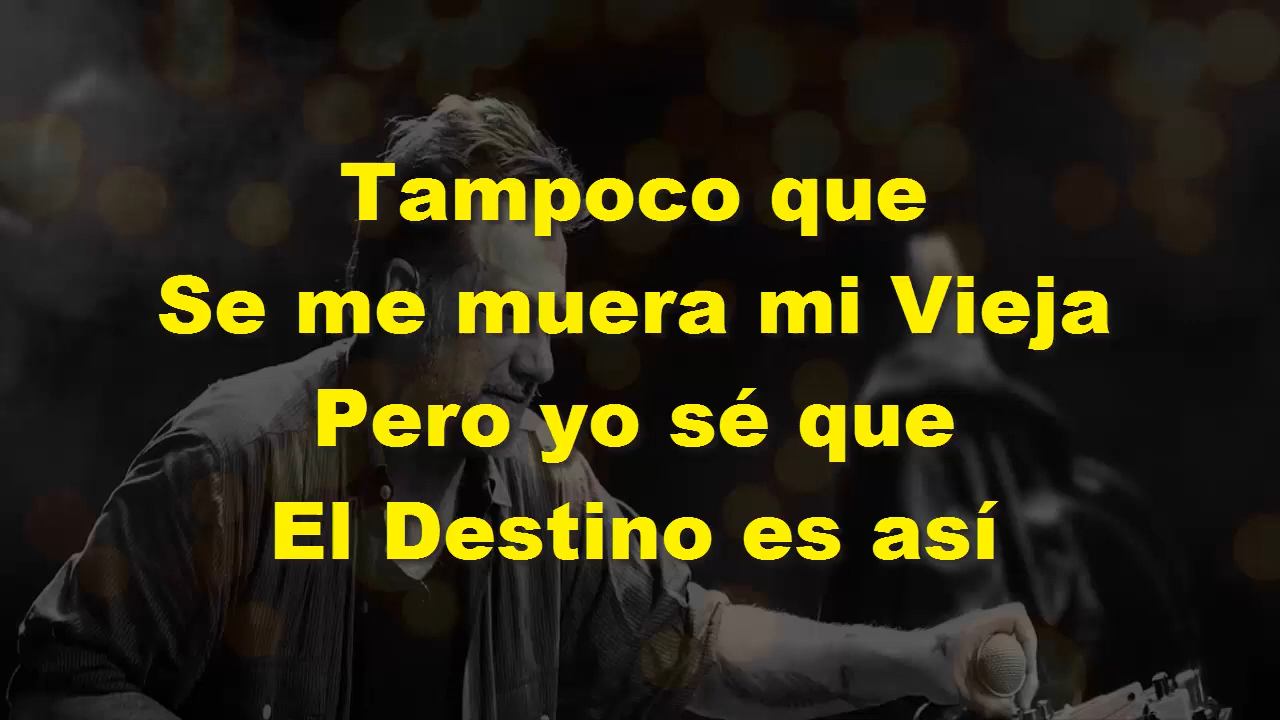 Tampoco que
Se me muera mi Vieja
Pero yo sé que
El Destino es así